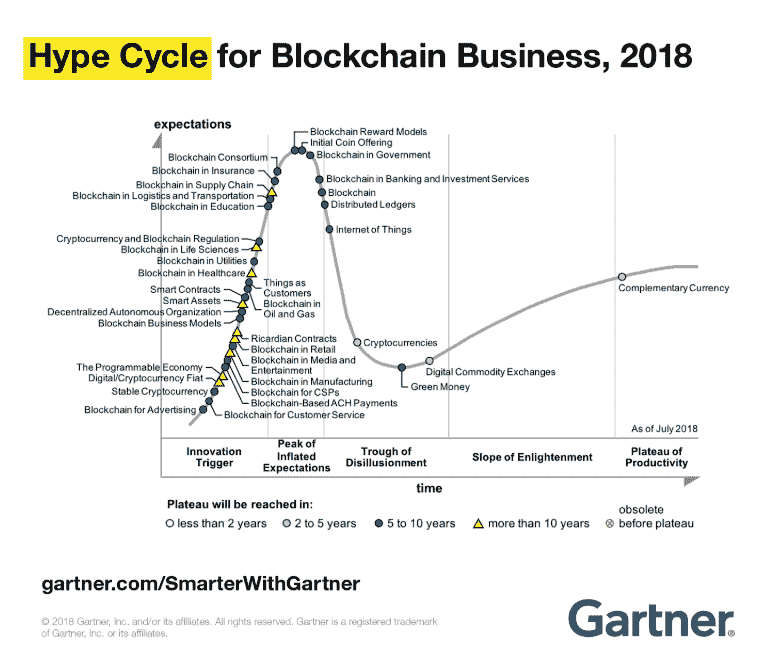 Hype Cycle for Blockchain Business, 2018
expectations
Blockchain Reward Models
Initial Coin Offering
Blockchain in Government
Blockchain Consortium
Blockchain in Insurance
Blockchain in Supply Chain
Blockchain in Logistics and Transportation
Blockchain in Education
Blockchain in Banking and Investment Services
Blockchain
Distributed Ledgers
Internet of Things
Cryptocurrency and Blockchain Regulation
Blockchain in Life Sciences
Blockchain in Utilities
Blockchain in Healthcare
Smart Contracts
Smart Assets
Decentralized Autonomous Organization
Blockchain Business Models
Things as
Customers
Blockchain in
Oil and Gas
Ricardian Contracts
Blockchain in Retail
Blockchain in Media and
Entertainment
Blockchain in Manufacturing
Blockchain for CSPs
Blockchain-Based ACH Payments
The Programmable Economy
Digital/Cryptocurrency Fiat
Stable Cryptocurrency
Blockchain for Advertising
Blockchain for Customer Service
Cryptocurrencies
Digital Commodity Exchanges
Green Money
Complementary Currency
As of July 2018
Innovation
Trigger
Peak of
Inflated
Expectations
Trough of
Disillusionment
Slope of Enlightenment
Plateau of
Productivity
time
Plateau will be reached in:
less than 2 years
2 to 5 years
5 to 10 years
more than 10 years
obsolete
before plateau
gartner.com/SmarterWithGartner
© 2018 Gartner, Inc. and/or its affiliates. All rights reserved. Gartner is a registered trademark
of Gartner, Inc. or its affiliates.
Gartner®